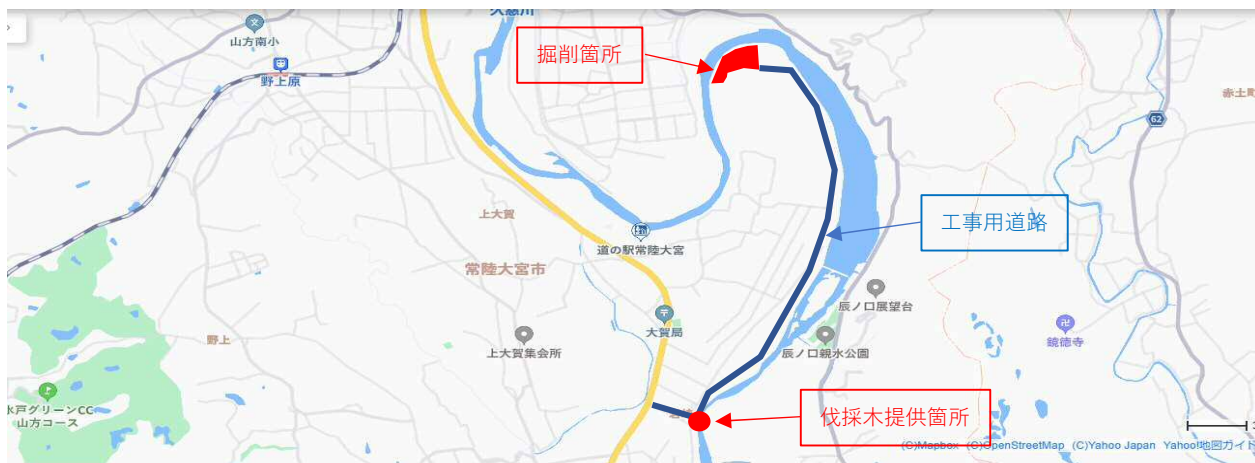 久慈川
山方南小
野上原
掘削箇所
赤土町
62
上大賀
工事用道路
道の駅常陸大宮
常陸大宮市
辰ノ口展望台
大賀局
野上
上大賀集会所
辰ノ口親水公園
鏡徳寺
水戸グリーンCC
山方コース
伐採木提供箇所
(C)Mapbox (C)OpenStreetMap (C)Yahoo Japan Yahoo!地図ガイド